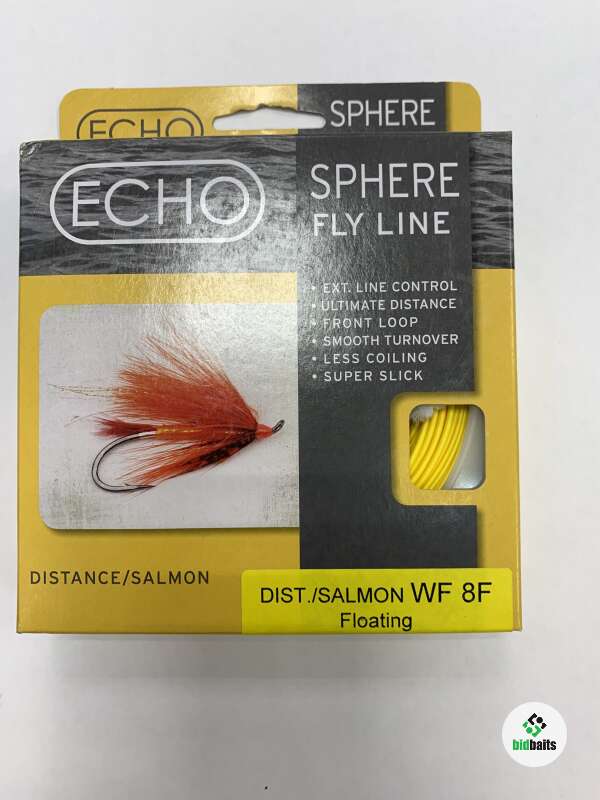 ECHO
SPHERE
ECHO
SPHERE
FLY LINE
• EXT. LINE CONTROL
• ULTIMATE DISTANCE
• FRONT LOOP
• SMOOTH TURNOVER
• LESS COILING
• SUPER SLICK
DISTANCE/SALMON
DIST./SALMON WF 8F
Floating
bidbaits